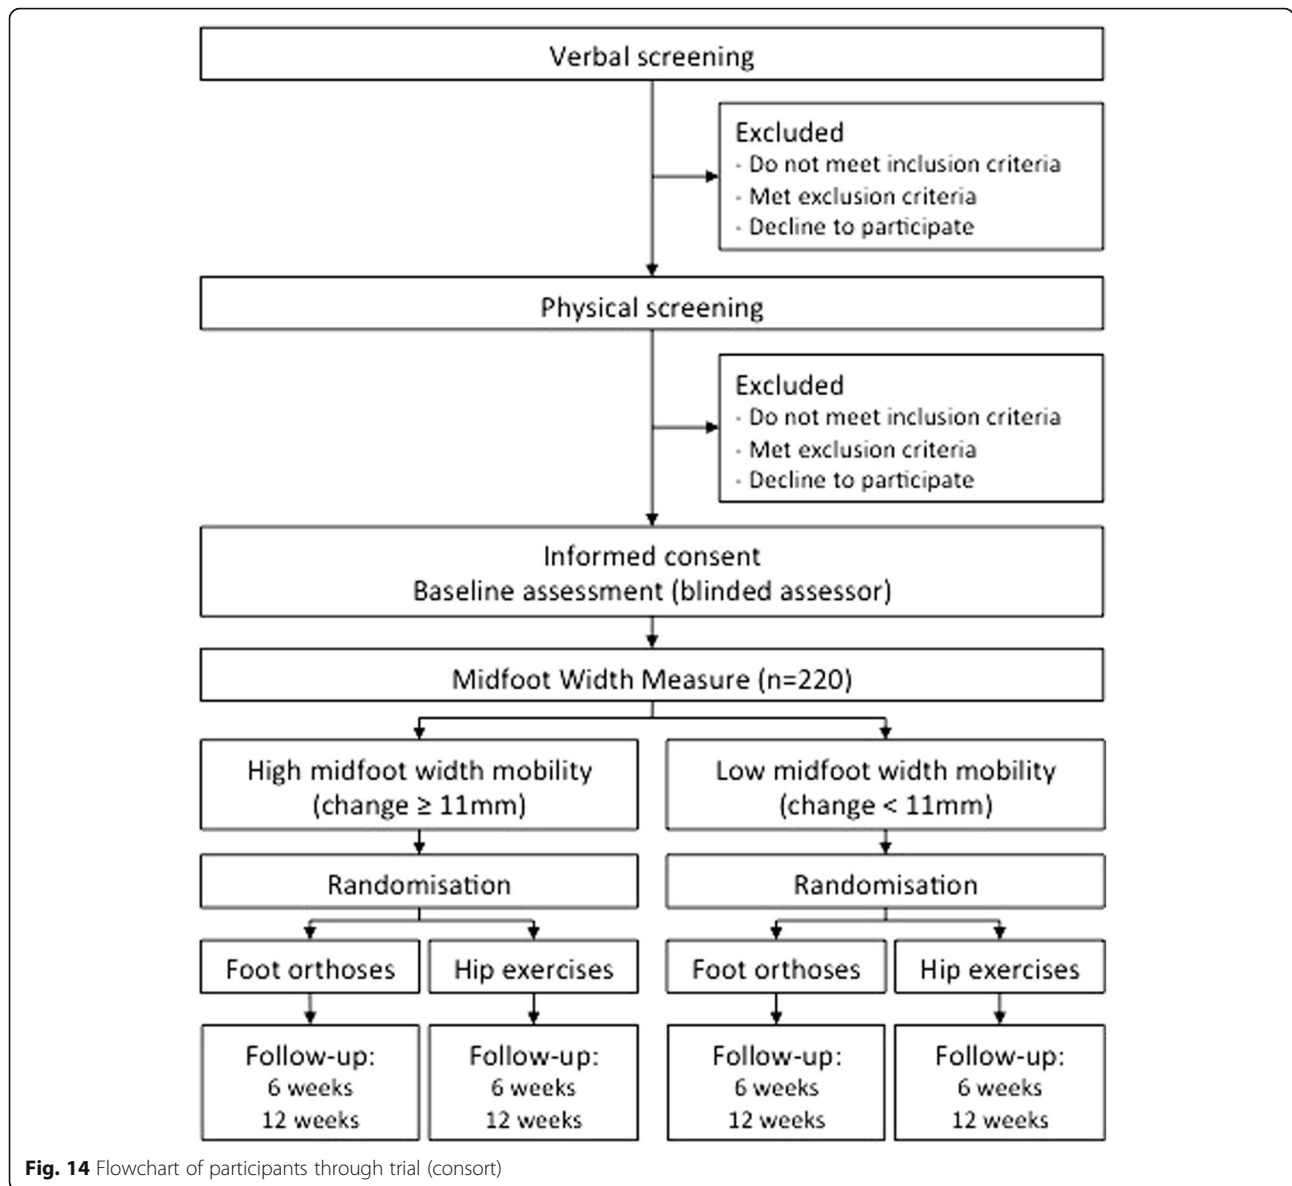 Verbal screening
Excluded
- Do not meet inclusion criteria
- Met exclusion criteria
- Decline to participate
Physical screening
Excluded
- Do not meet inclusion criteria
- Met exclusion criteria
- Decline to participate
Informed consent
Baseline assessment (blinded assessor)
Midfoot Width Measure (n=220)
High midfoot width mobility
(change ≥ 11mm)
Low midfoot width mobility
(change < 11mm)
Randomisation
Randomisation
Foot orthoses
Hip exercises
Foot orthoses
Hip exercises
Follow-up:
6 weeks
12 weeks
Follow-up:
6 weeks
12 weeks
Follow-up:
6 weeks
12 weeks
Follow-up:
6 weeks
12 weeks
Fig. 14 Flowchart of participants through trial (consort)